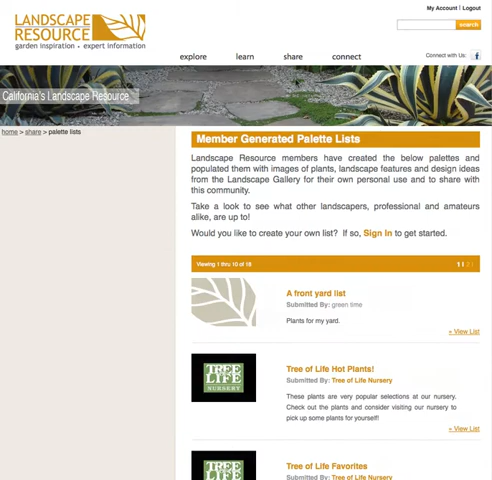 My Account | Logout
LANDSCAPE
RESOURCE
garden inspiration • expert information
search
explore learn share connect
Connect with Us:
California's Landscape Resource
home > share > palette lists
Member Generated Palette Lists
Landscape Resource members have created the below palettes and
populated them with images of plants, landscape features and design ideas
from the Landscape Gallery for their own personal use and to share with
this community.
Take a look to see what other landscapers, professional and amateurs
alike, are up to!
Would you like to create your own list? If so, Sign In to get started.
Viewing 1 thru 10 of 18
A front yard list
Submitted By: green time
Plants for my yard.
» View List
TREE
OF
LIFE
NURSERY
Tree of Life Hot Plants!
Submitted By: Tree of Life Nursery
These plants are very popular selections at our nursery.
Check out the plants and consider visiting our nursery to
pick up some plants for yourself!
» View List
TREE
LIFE
Tree of Life Favorites
Submitted By: Tree of Life Nursery